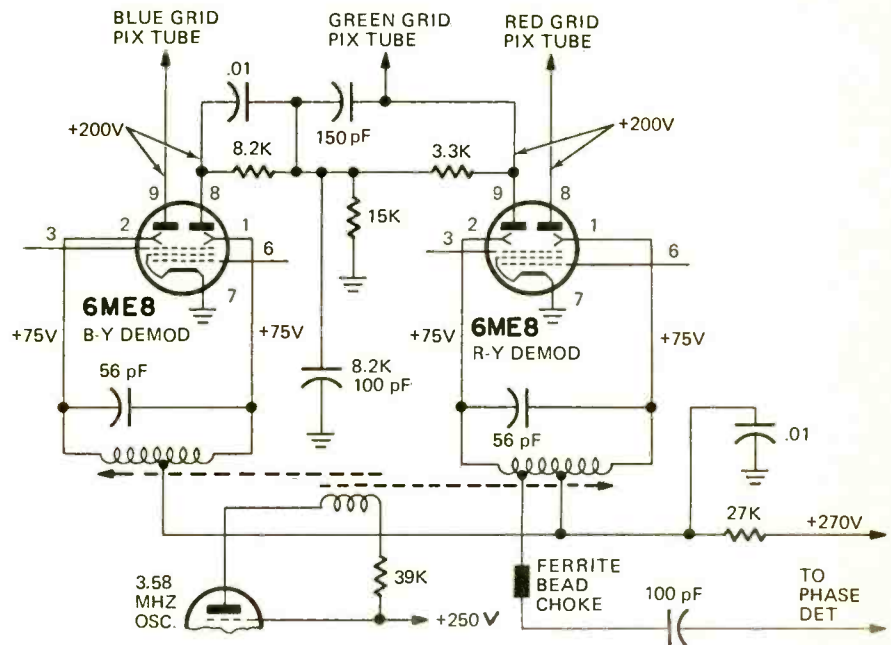 BLUE GRID
PIX TUBE
GREEN GRID
PIX TUBE
RED GRID
PIX TUBE
.01
150 pF
+200V
+200V
8.2K
3.3K
15K
9
8
9
8
3
2
1
6
3
2
1
6
7
7
6ME8
B-Y DEMOD
6ME8
R-Y DEMOD
+75V
+75V
+75V
+75V
56 pF
8.2K
100 pF
56 pF
.01
27K
+270V
3.58
MHZ
OSC.
39K
+250 V
FERRITE
BEAD
CHOKE
100 pF
TO
PHASE
DET